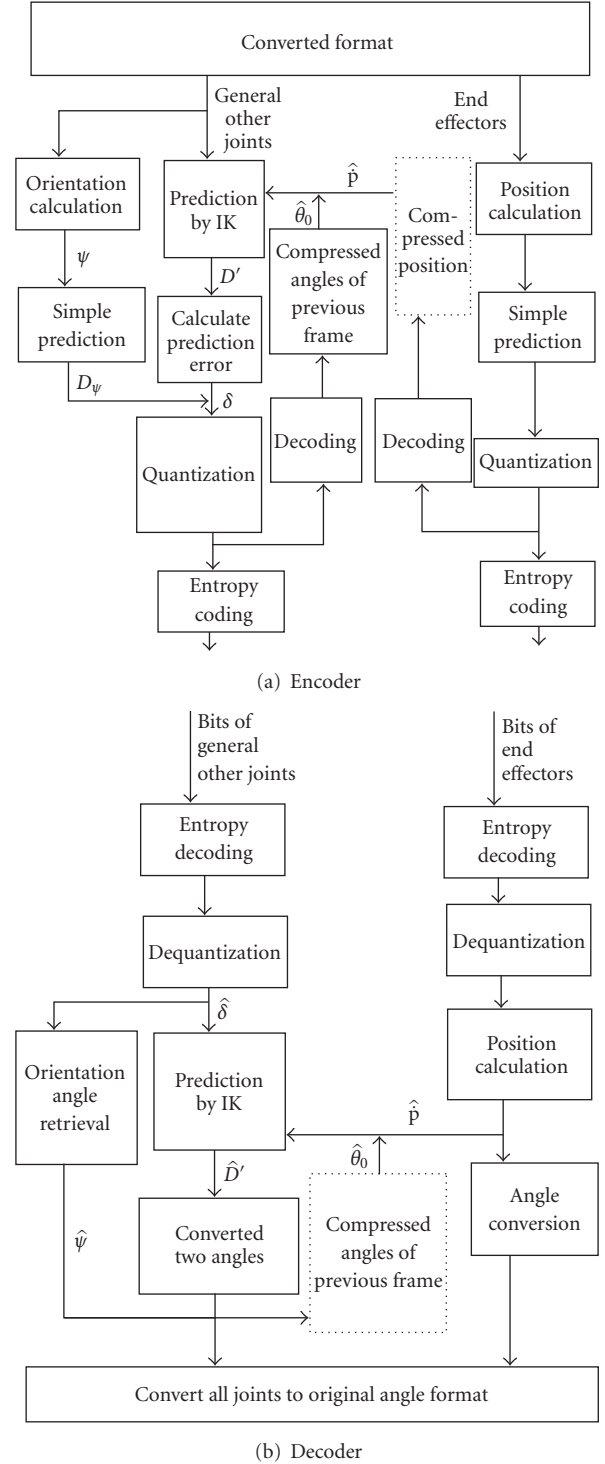 Converted format
General
other
joints
End
effectors
Orientation
calculation
Prediction
by IK
p̂̇
θ̂₀
Com-
pressed
position
Position
calculation
ψ
D′
Compressed
angles of
previous
frame
Simple
prediction
Calculate
prediction
error
Simple
prediction
D_ψ
δ
Quantization
Decoding
Decoding
Quantization
Entropy
coding
Entropy
coding
(a) Encoder
Bits of
general
other joints
Bits of
end
effectors
Entropy
decoding
Entropy
decoding
Dequantization
Dequantization
δ̂
Orientation
angle
retrieval
Prediction
by IK
Position
calculation
p̂̇
θ̂₀
D̂′
ψ̂
Converted
two angles
Compressed
angles of
previous frame
Angle
conversion
Convert all joints to original angle format
(b) Decoder